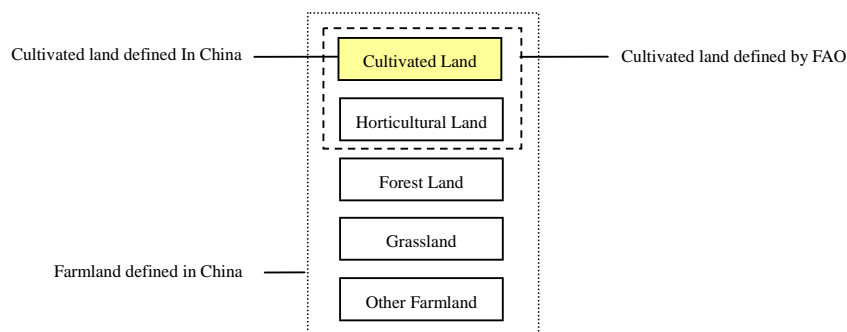 Cultivated land defined In China
Cultivated Land
Cultivated land defined by FAO
Horticultural Land
Forest Land
Grassland
Farmland defined in China
Other Farmland